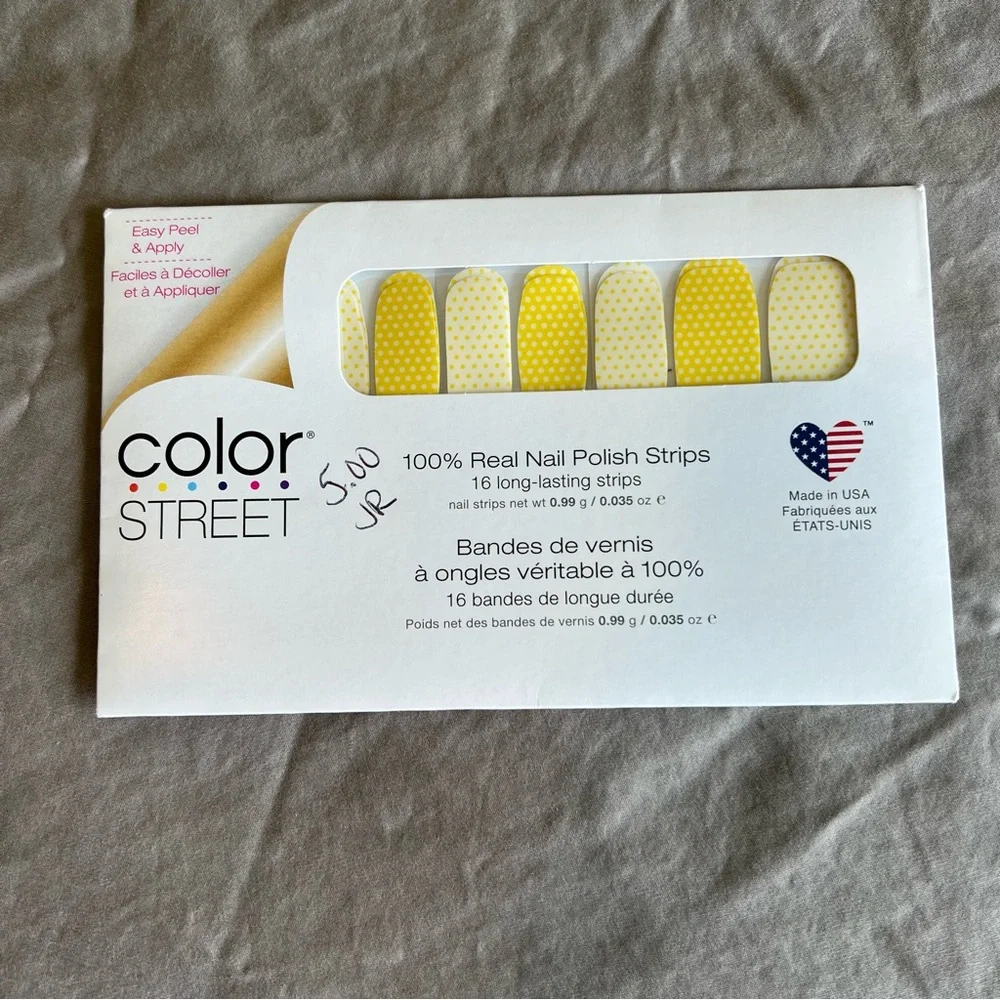 Easy Peel
& Apply
Faciles à Décoller
et à Appliquer
color®
STREET
5.00
JR
100% Real Nail Polish Strips
16 long-lasting strips
nail strips net wt 0.99 g / 0.035 oz ℮
Bandes de vernis
à ongles véritable à 100%
16 bandes de longue durée
Poids net des bandes de vernis 0.99 g / 0.035 oz ℮
™
Made in USA
Fabriquées aux
ÉTATS-UNIS